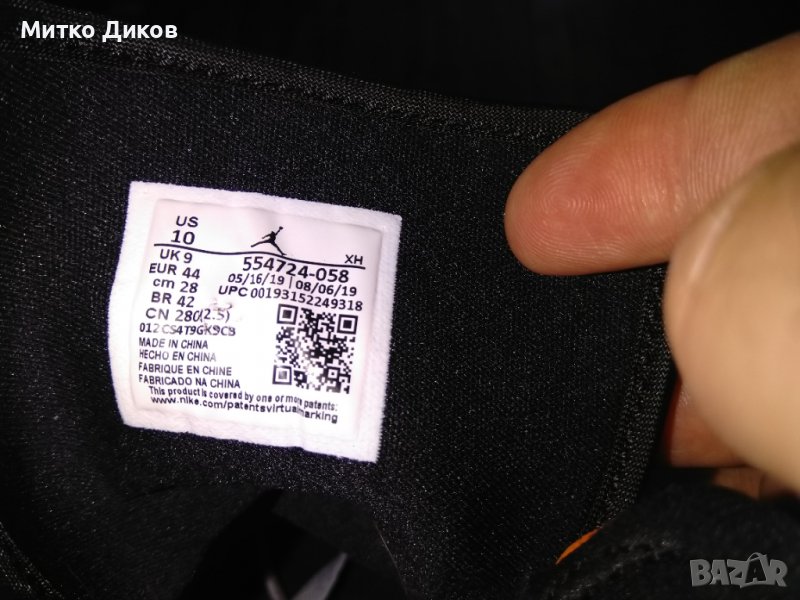 Митко Диков
US
10
XH
UK 9
EUR 44
cm 28
BR 42
CN 280(2.5)
554724-058
05/16/19 | 08/06/19
UPC 00193152249318
MADE IN CHINA
HECHO EN CHINA
FABRIQUE EN CHINE
FABRICADO NA CHINA
This product is covered by one or more patents:
www.nike.com/patentsvirtualmarking
BAZAR